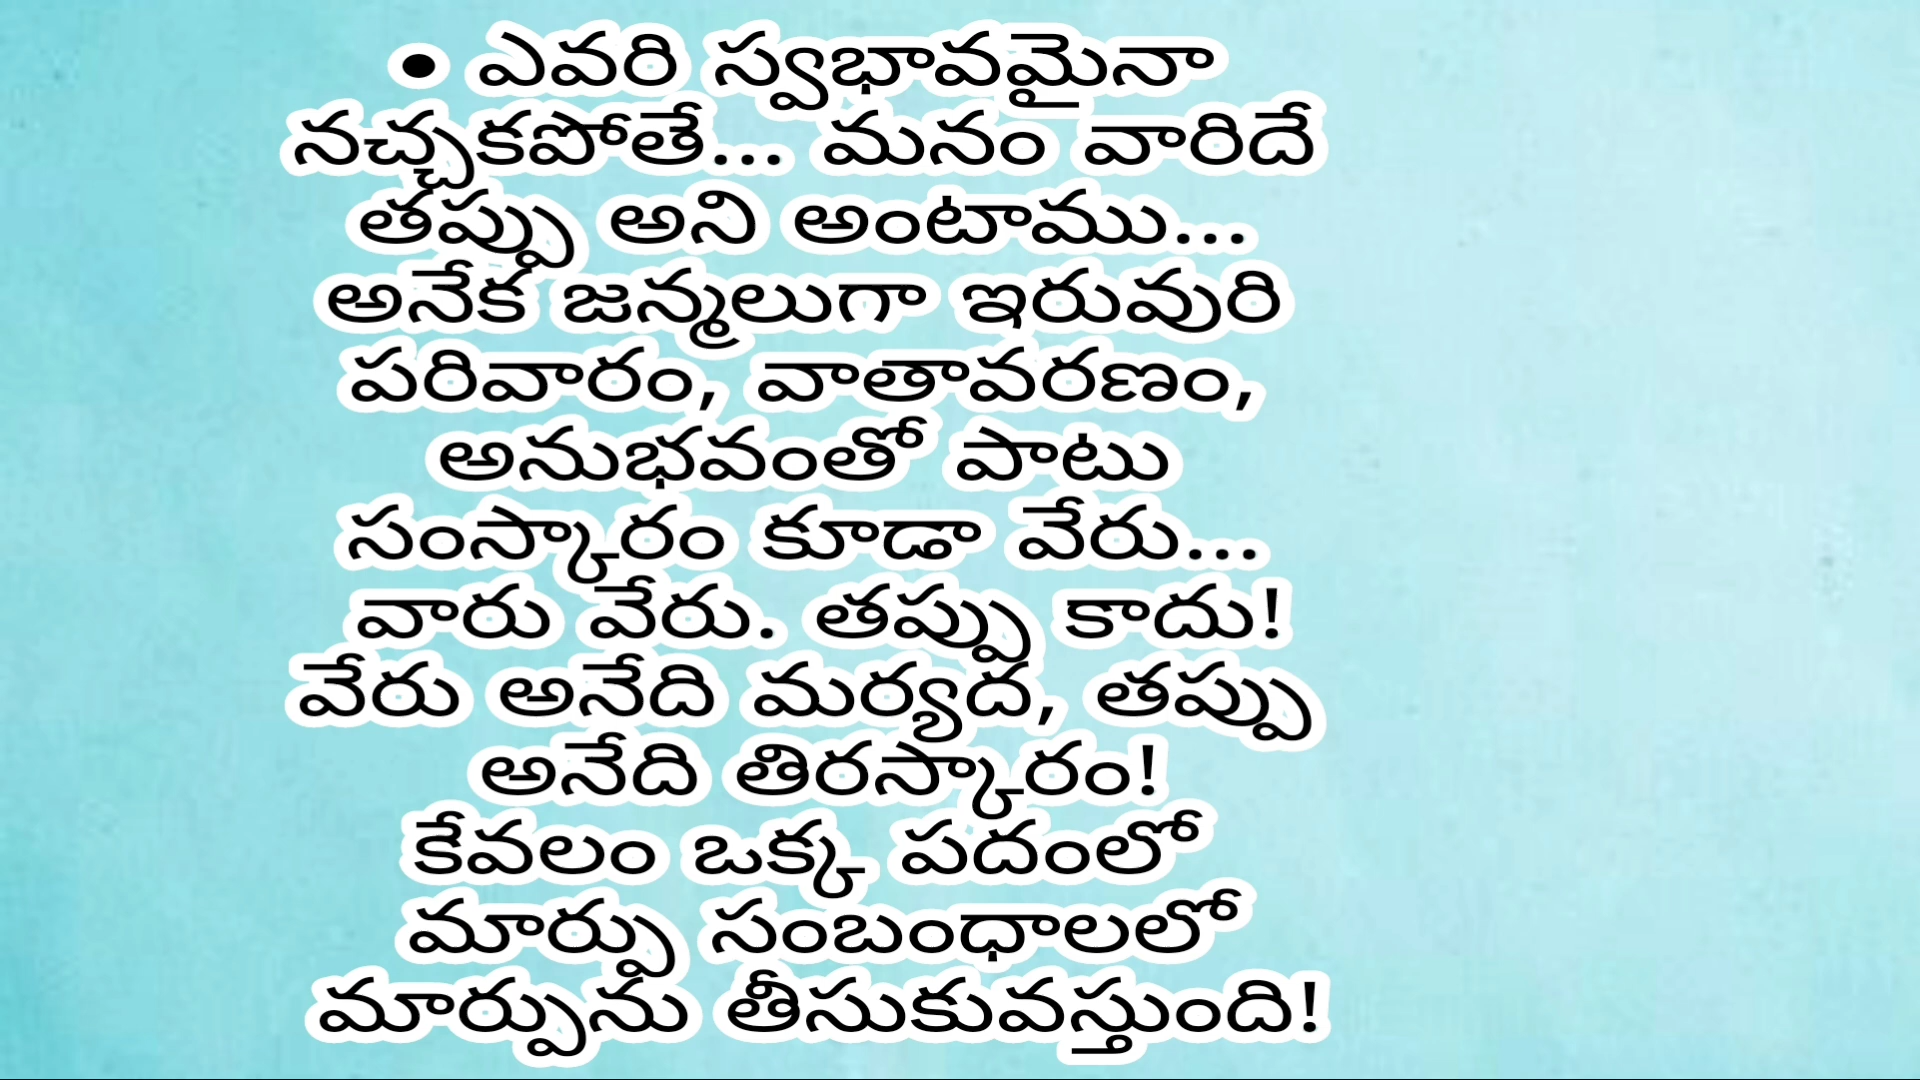 • ఎవరి స్వభావమైనా
నచ్చకపోతే... మనం వారిదే
తప్పు అని అంటాము...
అనేక జన్మలుగా ఇరువురి
పరివారం, వాతావరణం,
అనుభవంతో పాటు
సంస్కారం కూడా వేరు...
వారు వేరు. తప్పు కాదు!
వేరు అనేది మర్యద, తప్పు
అనేది తిరస్కారం!
కేవలం ఒక్క పదంలో
మార్పు సంబంధాలలో
మార్పును తీసుకువస్తుంది!